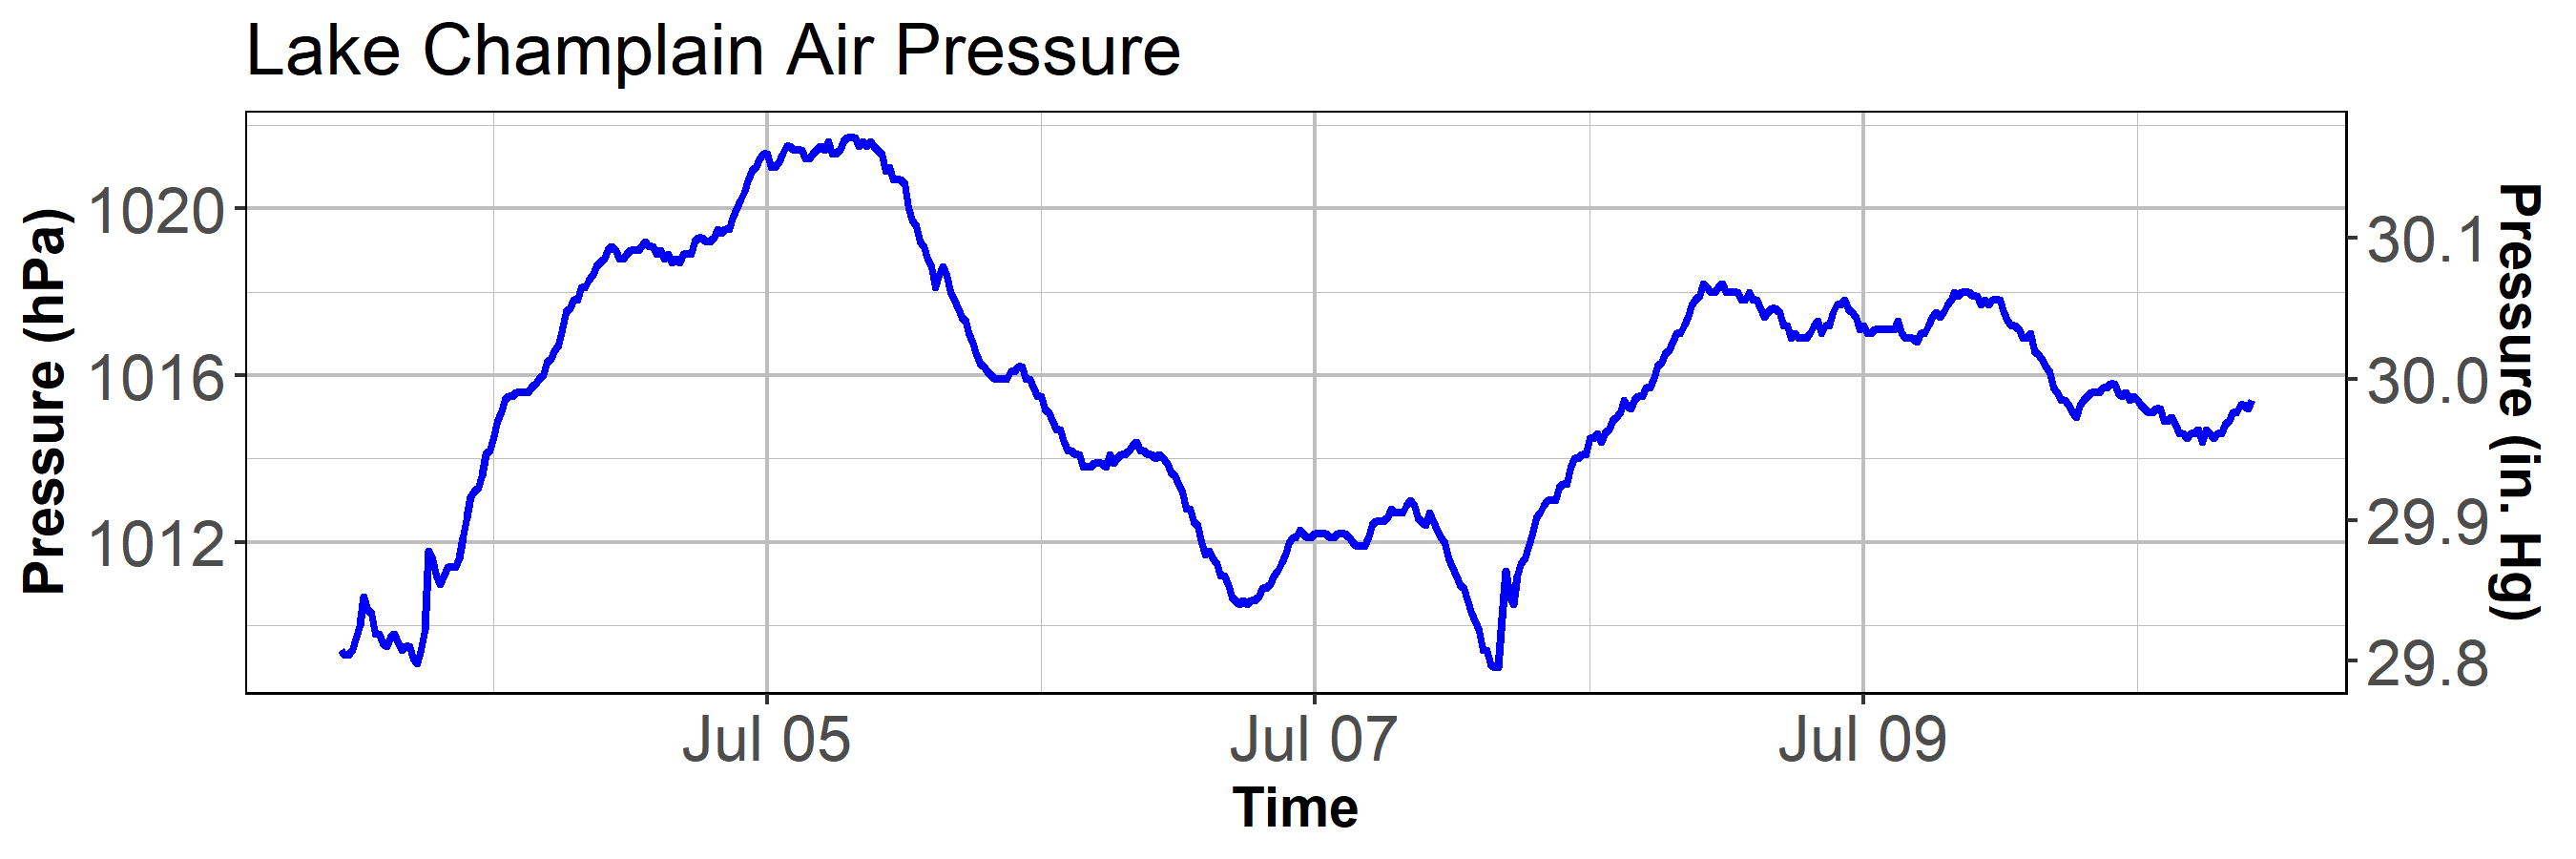 Lake Champlain Air Pressure
Pressure (hPa)
1020
1016
1012
30.1
30.0
29.9
29.8
Pressure (in. Hg)
Jul 05 Jul 07 Jul 09
Time